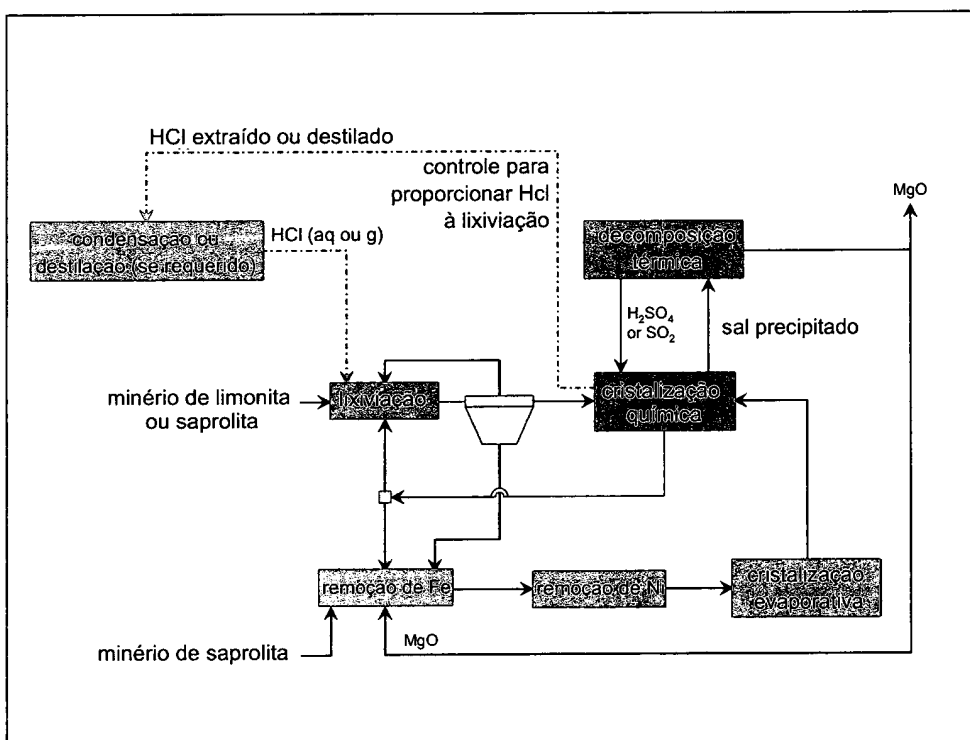 HCl extraído ou destilado
controle para
proporcionar Hcl
à lixiviação
MgO
condensação ou
destilação (se requerido)
HCl (aq ou g)
decomposição
térmica
H₂SO₄
or SO₂
sal precipitado
minério de limonita
ou saprolita
lixiviação
cristalização
química
remoção de Fe
remoção de Ni
cristalização
evaporativa
minério de saprolita
MgO